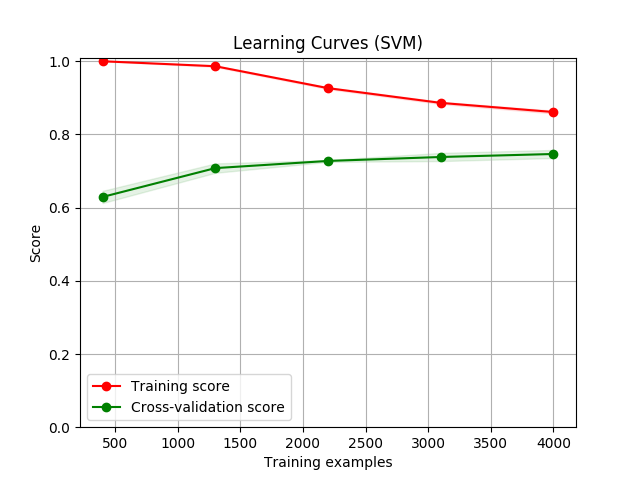 Learning Curves (SVM)
1.0
0.8
0.6
0.4
0.2
0.0
Score
Training score
Cross-validation score
500 1000 1500 2000 2500 3000 3500 4000
Training examples